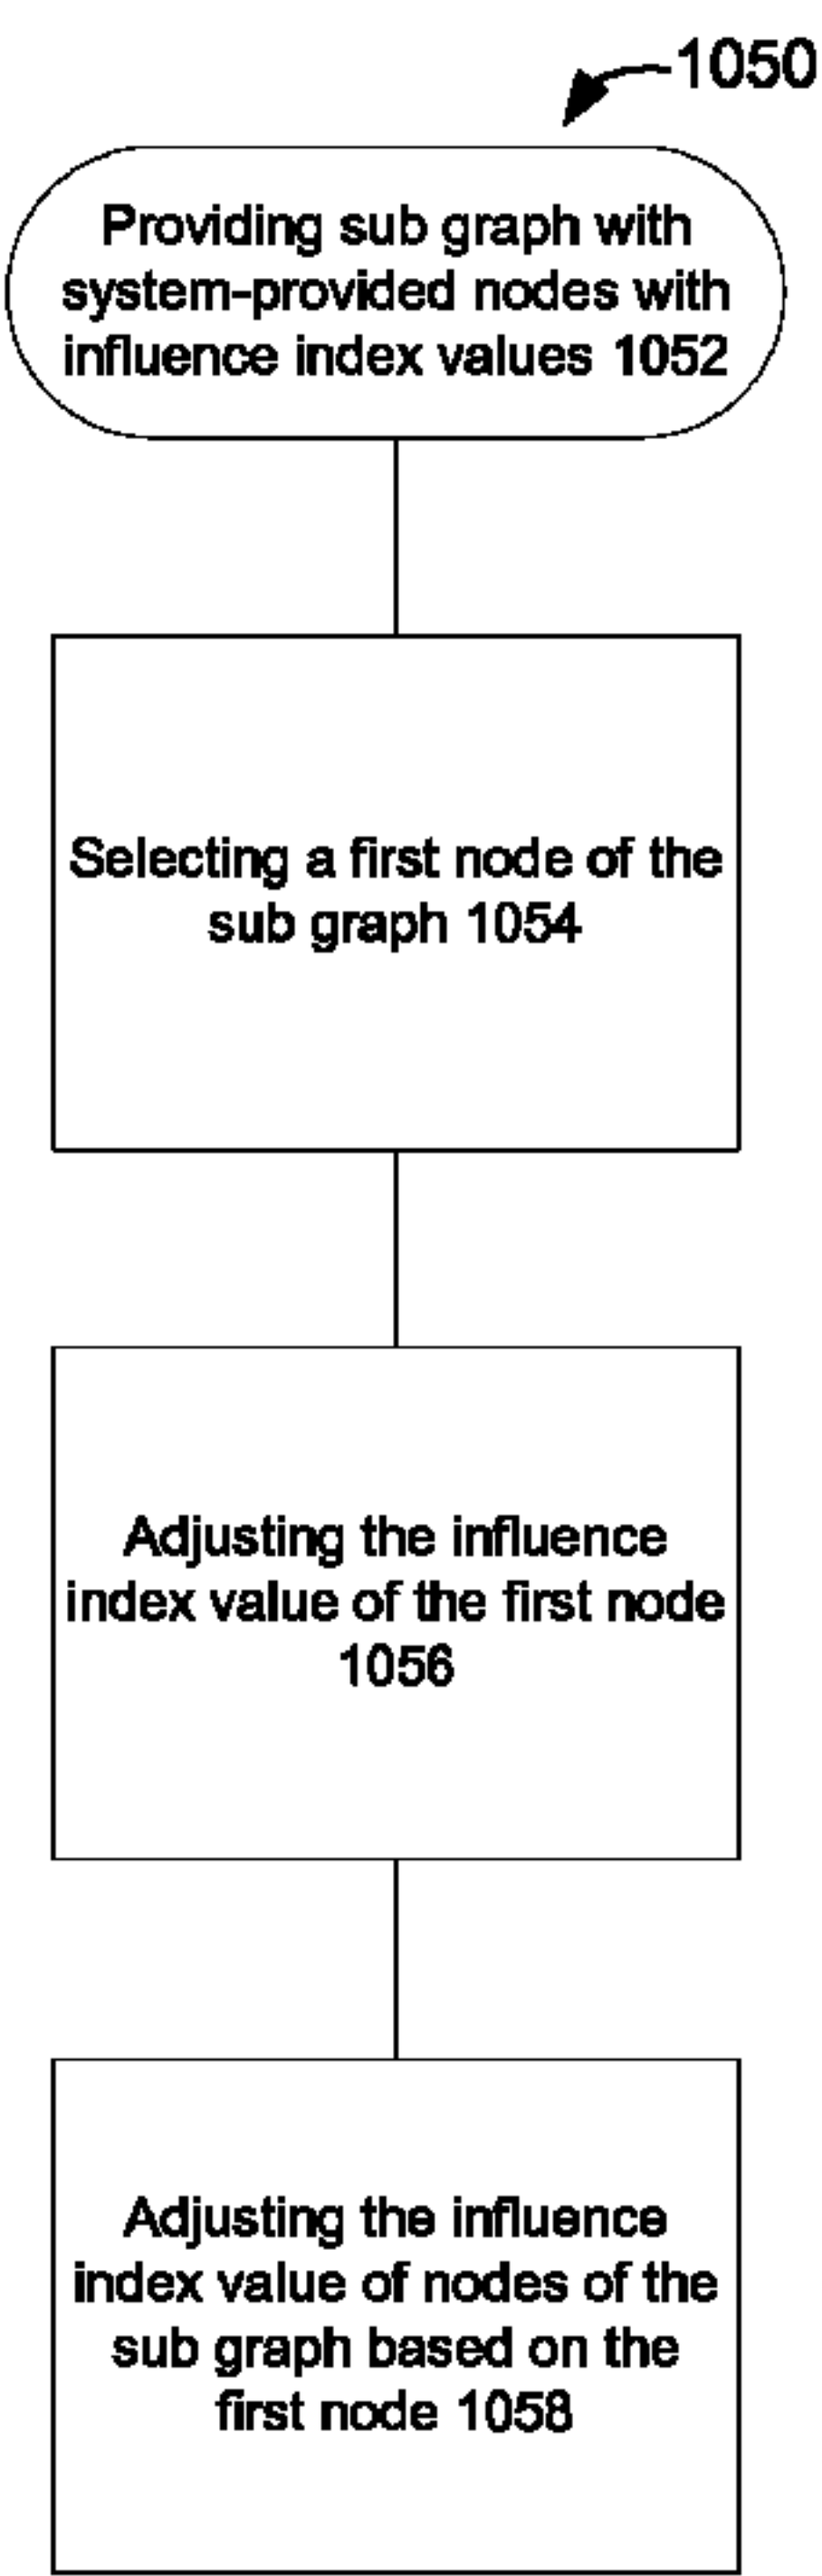 1050
Providing sub graph with
system-provided nodes with
influence index values 1052
Selecting a first node of the
sub graph 1054
Adjusting the influence
index value of the first node
1056
Adjusting the influence
index value of nodes of the
sub graph based on the
first node 1058